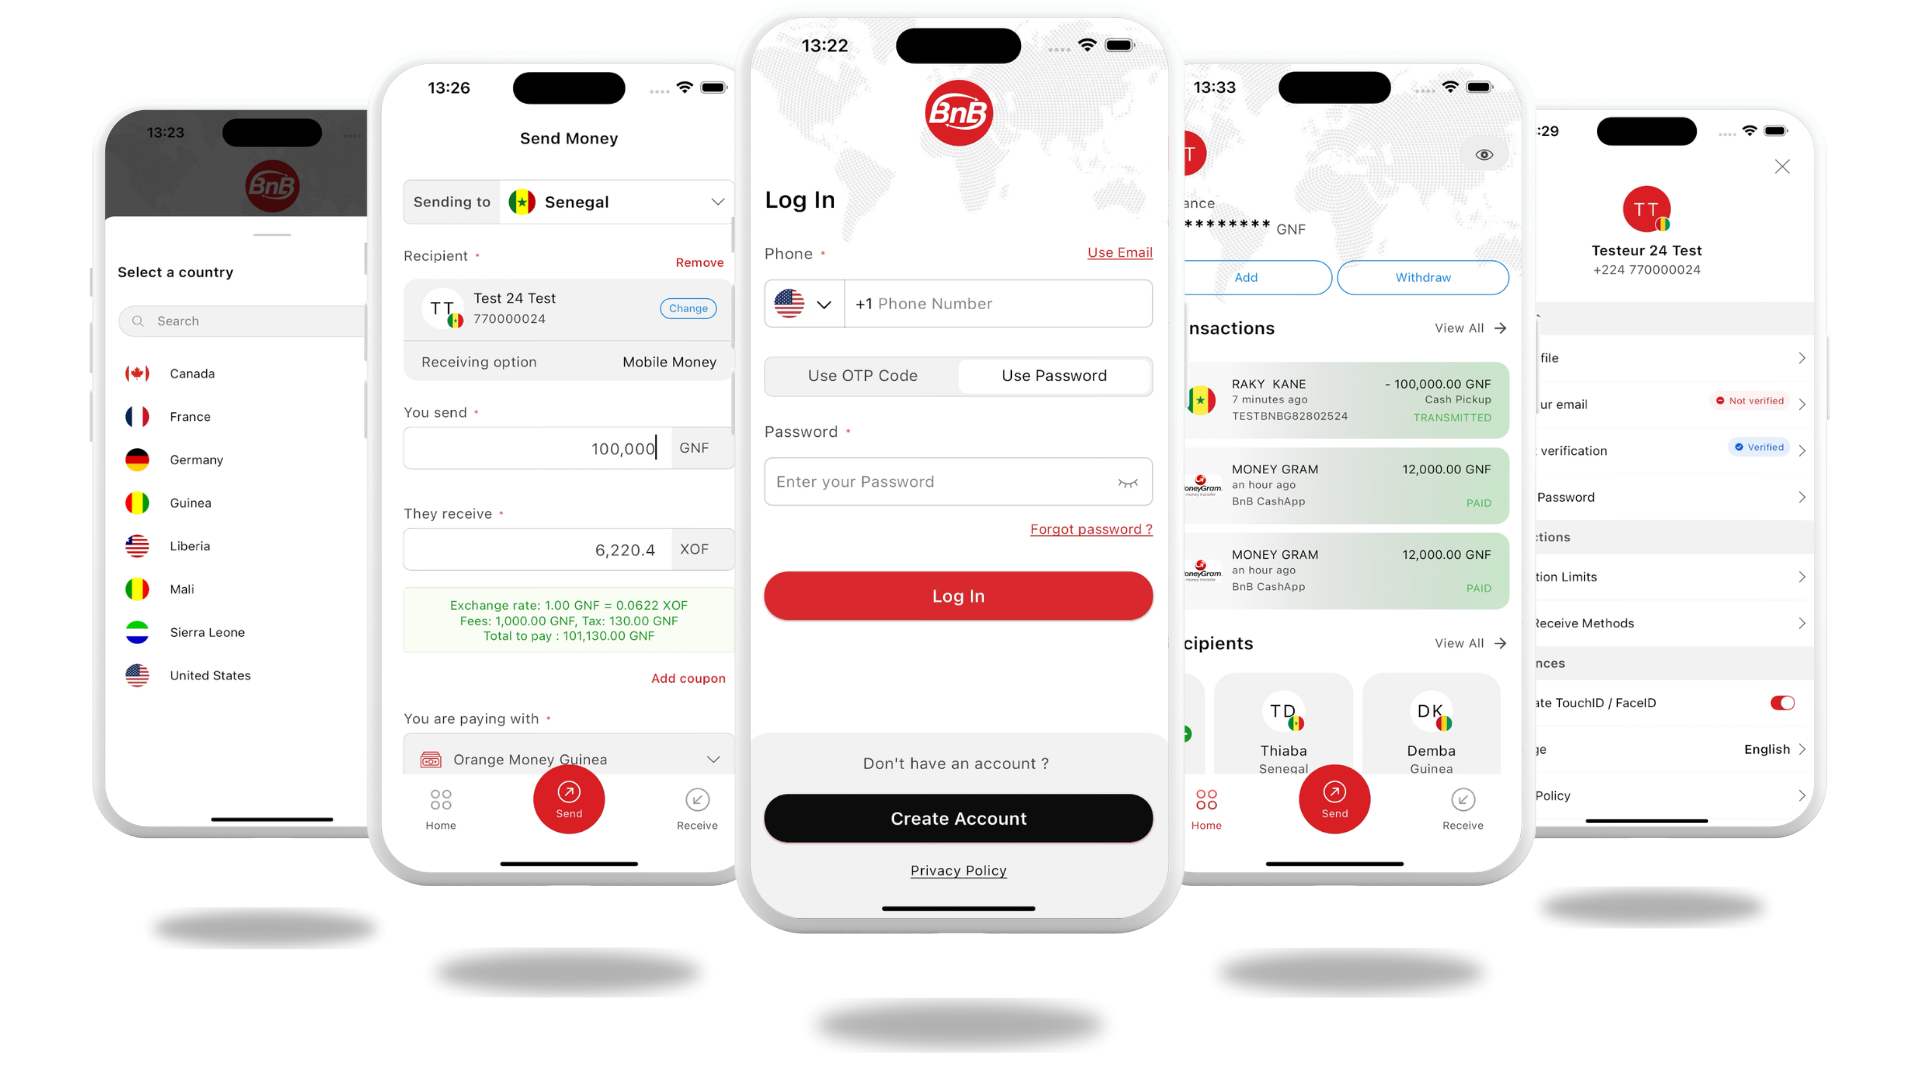 13:23
BnB
Select a country
Search
Canada
France
Germany
Guinea
Liberia
Mali
Sierra Leone
United States
13:26
Send Money
Sending to Senegal
Recipient *
Remove
TT
Test 24 Test
770000024
Change
Receiving option Mobile Money
You send *
100,000 GNF
They receive *
6,220.4 XOF
Exchange rate: 1.00 GNF = 0.0622 XOF
Fees: 1,000.00 GNF, Tax: 130.00 GNF
Total to pay : 101,130.00 GNF
Add coupon
You are paying with *
Orange Money Guinea
Home
Send
Receive
13:22
BnB
Log In
Phone *
Use Email
+1 Phone Number
Use OTP Code Use Password
Password *
Enter your Password
Forgot password ?
Log In
Don't have an account ?
Create Account
Privacy Policy
13:33
T
ance
******** GNF
Add Withdraw
nsactions View All
RAKY KANE - 100,000.00 GNF
7 minutes ago Cash Pickup
TESTBNBG82802524 TRANSMITTED
MoneyGram.
MONEY GRAM 12,000.00 GNF
an hour ago
BnB CashApp PAID
MoneyGram.
MONEY GRAM 12,000.00 GNF
an hour ago
BnB CashApp PAID
cipients View All
TD
Thiaba
Senegal
DK
Demba
Guinea
Home
Send
Receive
:29
TT
Testeur 24 Test
+224 770000024
file
ur email Not verified
verification Verified
Password
ctions
tion Limits
Receive Methods
nces
ate TouchID / FaceID
ge English
Policy